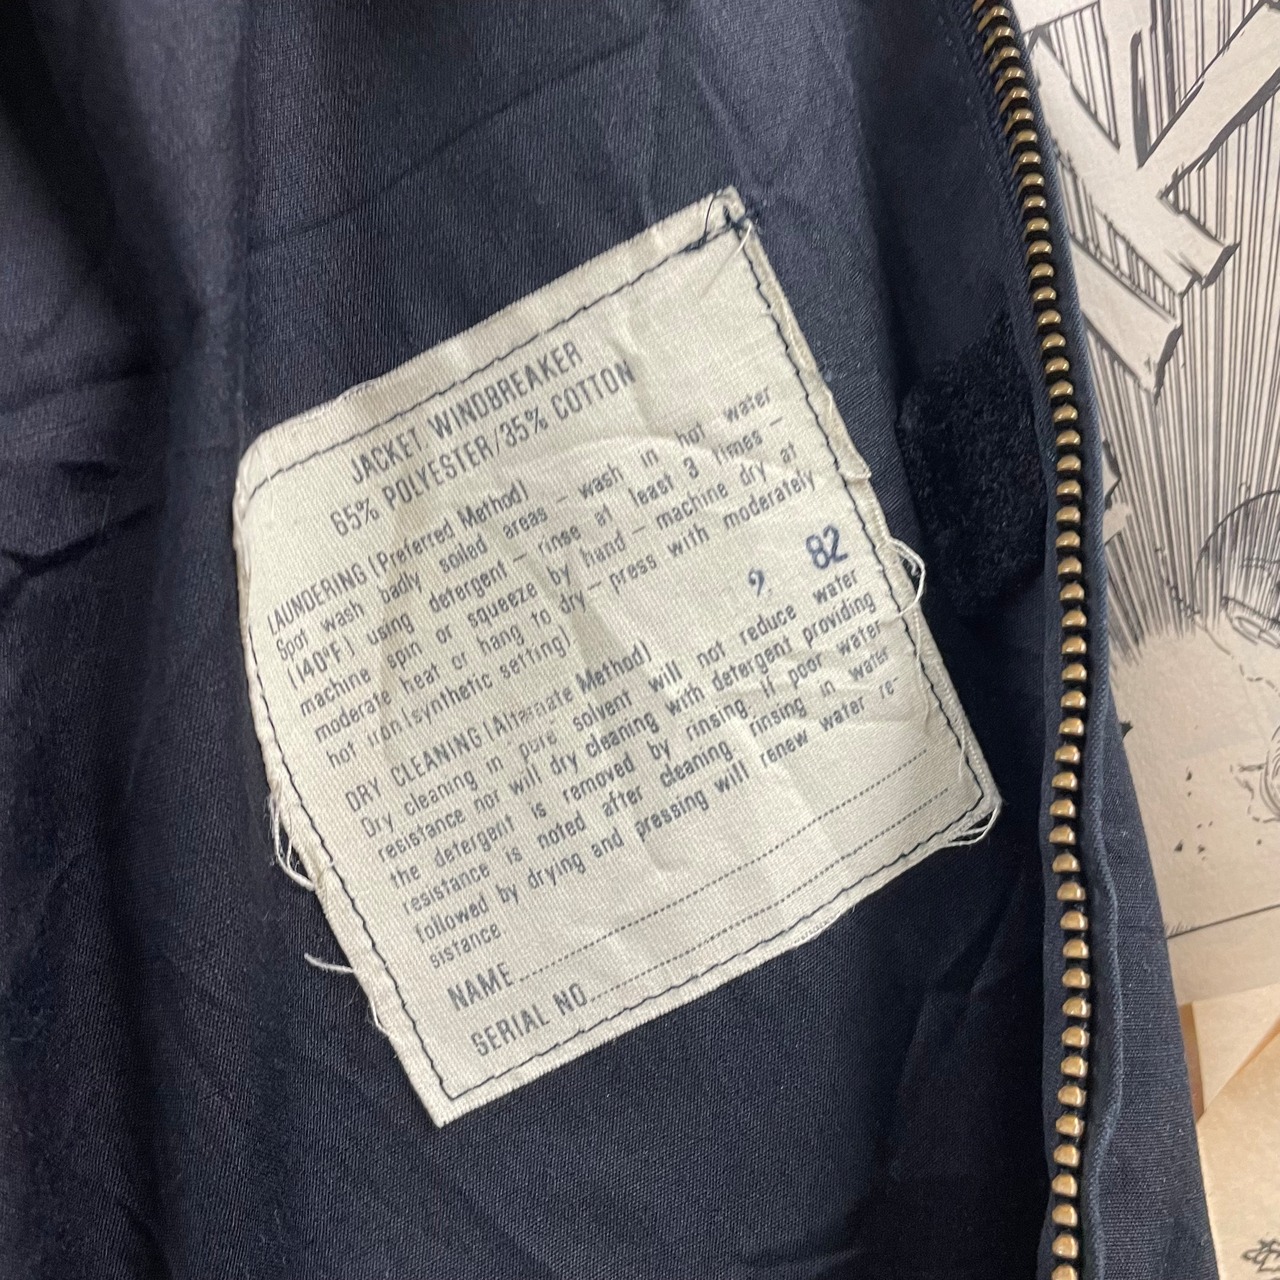 JACKET, WINDBREAKER
65% POLYESTER/35% COTTON
LAUNDERING (Preferred Method)
Spot wash badly soiled areas – wash in hot water
(140°F) using detergent – rinse at least 3 times –
machine spin or squeeze by hand – machine dry at
moderate heat or hang to dry – press with moderately
hot iron (synthetic setting)
9 82
DRY CLEANING (Alternate Method)
Dry cleaning in pure solvent will not reduce water
resistance nor will dry cleaning with detergent providing
the detergent is removed by rinsing. If poor water
resistance is noted after cleaning, rinsing in water
followed by drying and pressing will renew water re-
sistance
NAME
SERIAL NO.